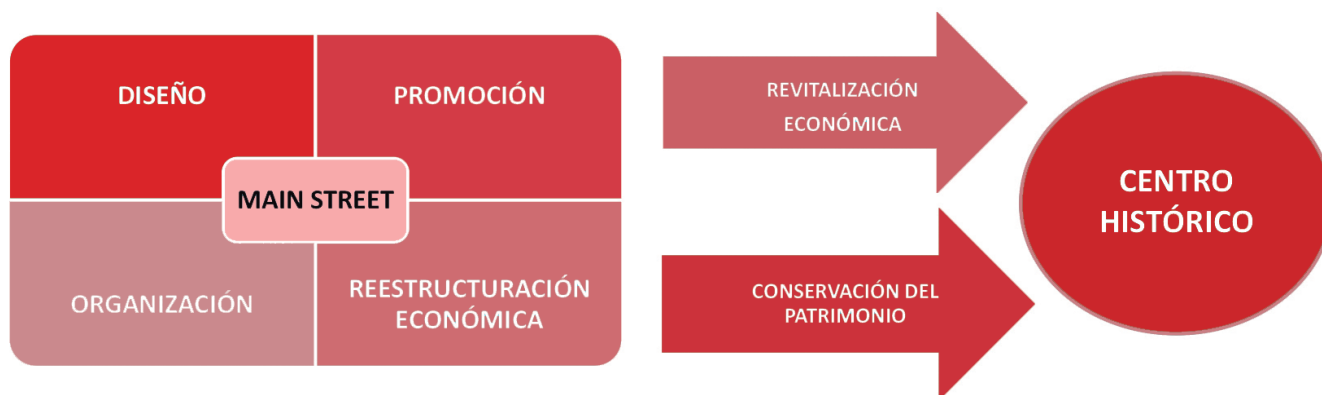 DISEÑO
PROMOCIÓN
MAIN STREET
ORGANIZACIÓN
REESTRUCTURACIÓN
ECONÓMICA
REVITALIZACIÓN
ECONÓMICA
CONSERVACIÓN DEL
PATRIMONIO
CENTRO
HISTÓRICO